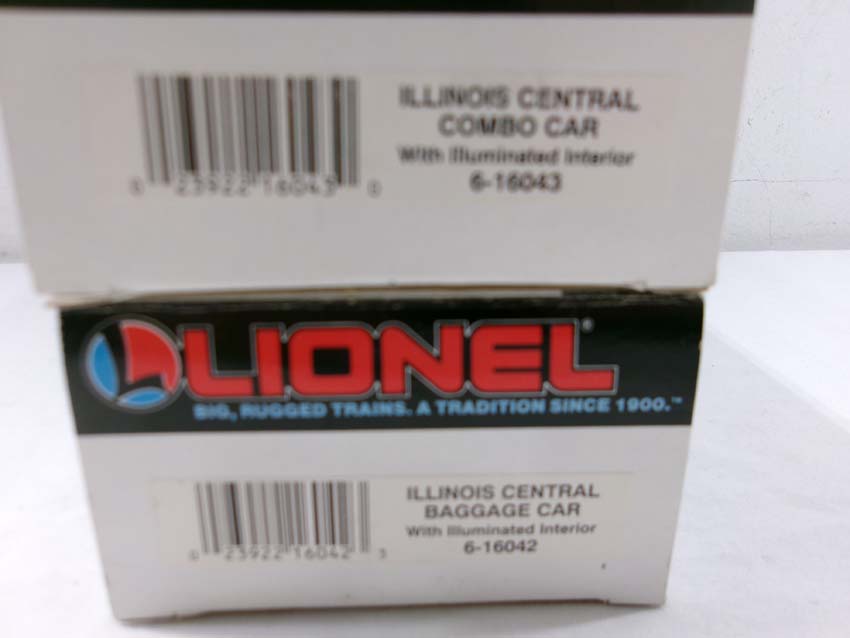 ILLINOIS CENTRAL
COMBO CAR
With Illuminated Interior
6-16043
0 23922 16043 0
LIONEL®
BIG, RUGGED TRAINS. A TRADITION SINCE 1900.™
ILLINOIS CENTRAL
BAGGAGE CAR
With Illuminated Interior
6-16042
0 23922 16042 3